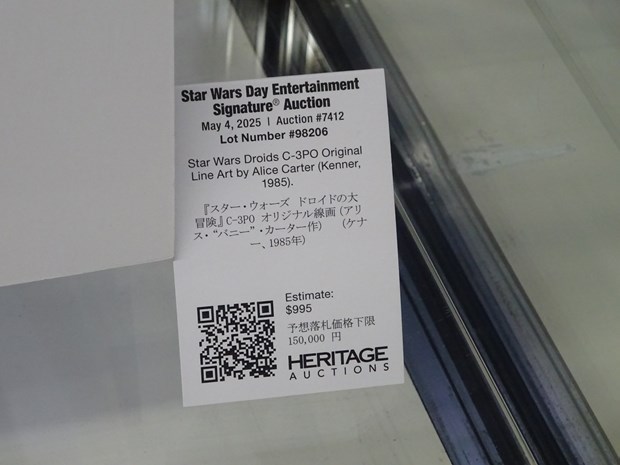 Star Wars Day Entertainment
Signature® Auction
May 4, 2025 | Auction #7412
Lot Number #98206
Star Wars Droids C-3PO Original
Line Art by Alice Carter (Kenner,
1985).
『スター・ウォーズ ドロイドの大
冒険』C-3PO オリジナル線画 (アリ
ス・“バニー”・カーター作) (ケナ
ー、1985年)
Estimate:
$995
予想落札価格下限
150,000 円
HERITAGE
AUCTIONS